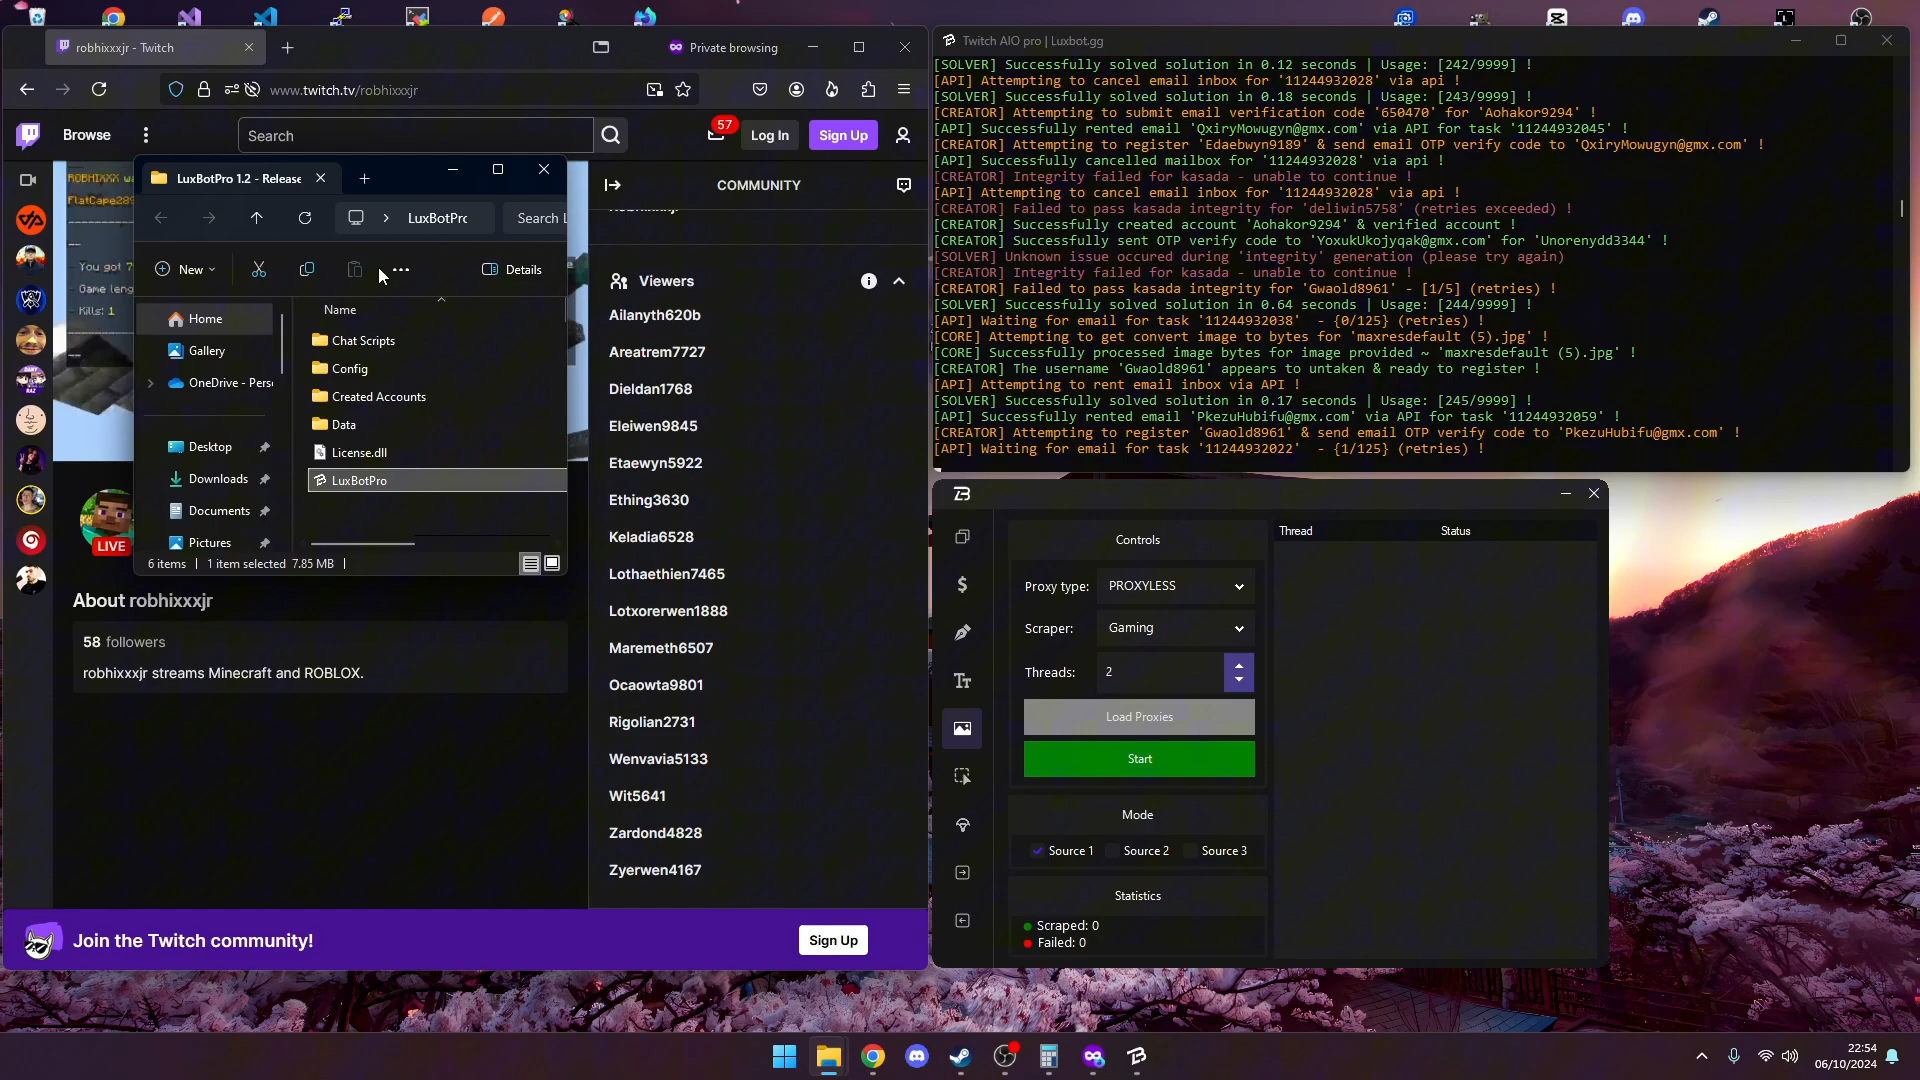 robhixxxjr - Twitch
Private browsing
www.twitch.tv/robhixxxjr
Browse
Search
57
Log In
Sign Up
LuxBotPro 1.2 - Release
LuxBotPrc
Search L
New
Details
Home
Gallery
OneDrive - Pers
Desktop
Downloads
Documents
Pictures
Name
Chat Scripts
Config
Created Accounts
Data
License.dll
LuxBotPro
6 items
1 item selected 7.85 MB
ROBHIXXX wa
FlatCape289
You got 7
Game leng
Kills: 1
LIVE
About robhixxxjr
58 followers
robhixxxjr streams Minecraft and ROBLOX.
COMMUNITY
Viewers
Ailanyth620b
Areatrem7727
Dieldan1768
Eleiwen9845
Etaewyn5922
Ething3630
Keladia6528
Lothaethien7465
Lotxorerwen1888
Maremeth6507
Ocaowta9801
Rigolian2731
Wenvavia5133
Wit5641
Zardond4828
Zyerwen4167
Join the Twitch community!
Sign Up
Twitch AIO pro | Luxbot.gg
[SOLVER] Successfully solved solution in 0.12 seconds | Usage: [242/9999] !
[API] Attempting to cancel email inbox for '11244932028' via api !
[SOLVER] Successfully solved solution in 0.18 seconds | Usage: [243/9999] !
[CREATOR] Attempting to submit email verification code '650470' for 'Aohakor9294' !
[API] Successfully rented email 'QxiryMowugyn@gmx.com' via API for task '11244932045' !
[CREATOR] Attempting to register 'Edaebwyn9189' & send email OTP verify code to 'QxiryMowugyn@gmx.com' !
[API] Successfully cancelled mailbox for '11244932028' via api !
[CREATOR] Integrity failed for kasada - unable to continue !
[API] Attempting to cancel email inbox for '11244932028' via api !
[CREATOR] Failed to pass kasada integrity for 'deliwin5758' (retries exceeded) !
[CREATOR] Successfully created account 'Aohakor9294' & verified account !
[CREATOR] Successfully sent OTP verify code to 'YoxukUkojyqak@gmx.com' for 'Unorenydd3344' !
[SOLVER] Unknown issue occured during 'integrity' generation (please try again)
[CREATOR] Integrity failed for kasada - unable to continue !
[CREATOR] Failed to pass kasada integrity for 'Gwaold8961' - [1/5] (retries) !
[SOLVER] Successfully solved solution in 0.64 seconds | Usage: [244/9999] !
[API] Waiting for email for task '11244932038' - {0/125} (retries) !
[CORE] Attempting to get convert image to bytes for 'maxresdefault (5).jpg' !
[CORE] Successfully processed image bytes for image provided ~ 'maxresdefault (5).jpg' !
[CREATOR] The username 'Gwaold8961' appears to untaken & ready to register !
[API] Attempting to rent email inbox via API !
[SOLVER] Successfully solved solution in 0.17 seconds | Usage: [245/9999] !
[API] Successfully rented email 'PkezuHubifu@gmx.com' via API for task '11244932059' !
[CREATOR] Attempting to register 'Gwaold8961' & send email OTP verify code to 'PkezuHubifu@gmx.com' !
[API] Waiting for email for task '11244932022' - {1/125} (retries) !
Controls
Proxy type: PROXYLESS
Scraper: Gaming
Threads: 2
Load Proxies
Start
Mode
Source 1 Source 2 Source 3
Statistics
Scraped: 0
Failed: 0
Thread
Status
22:54
06/10/2024